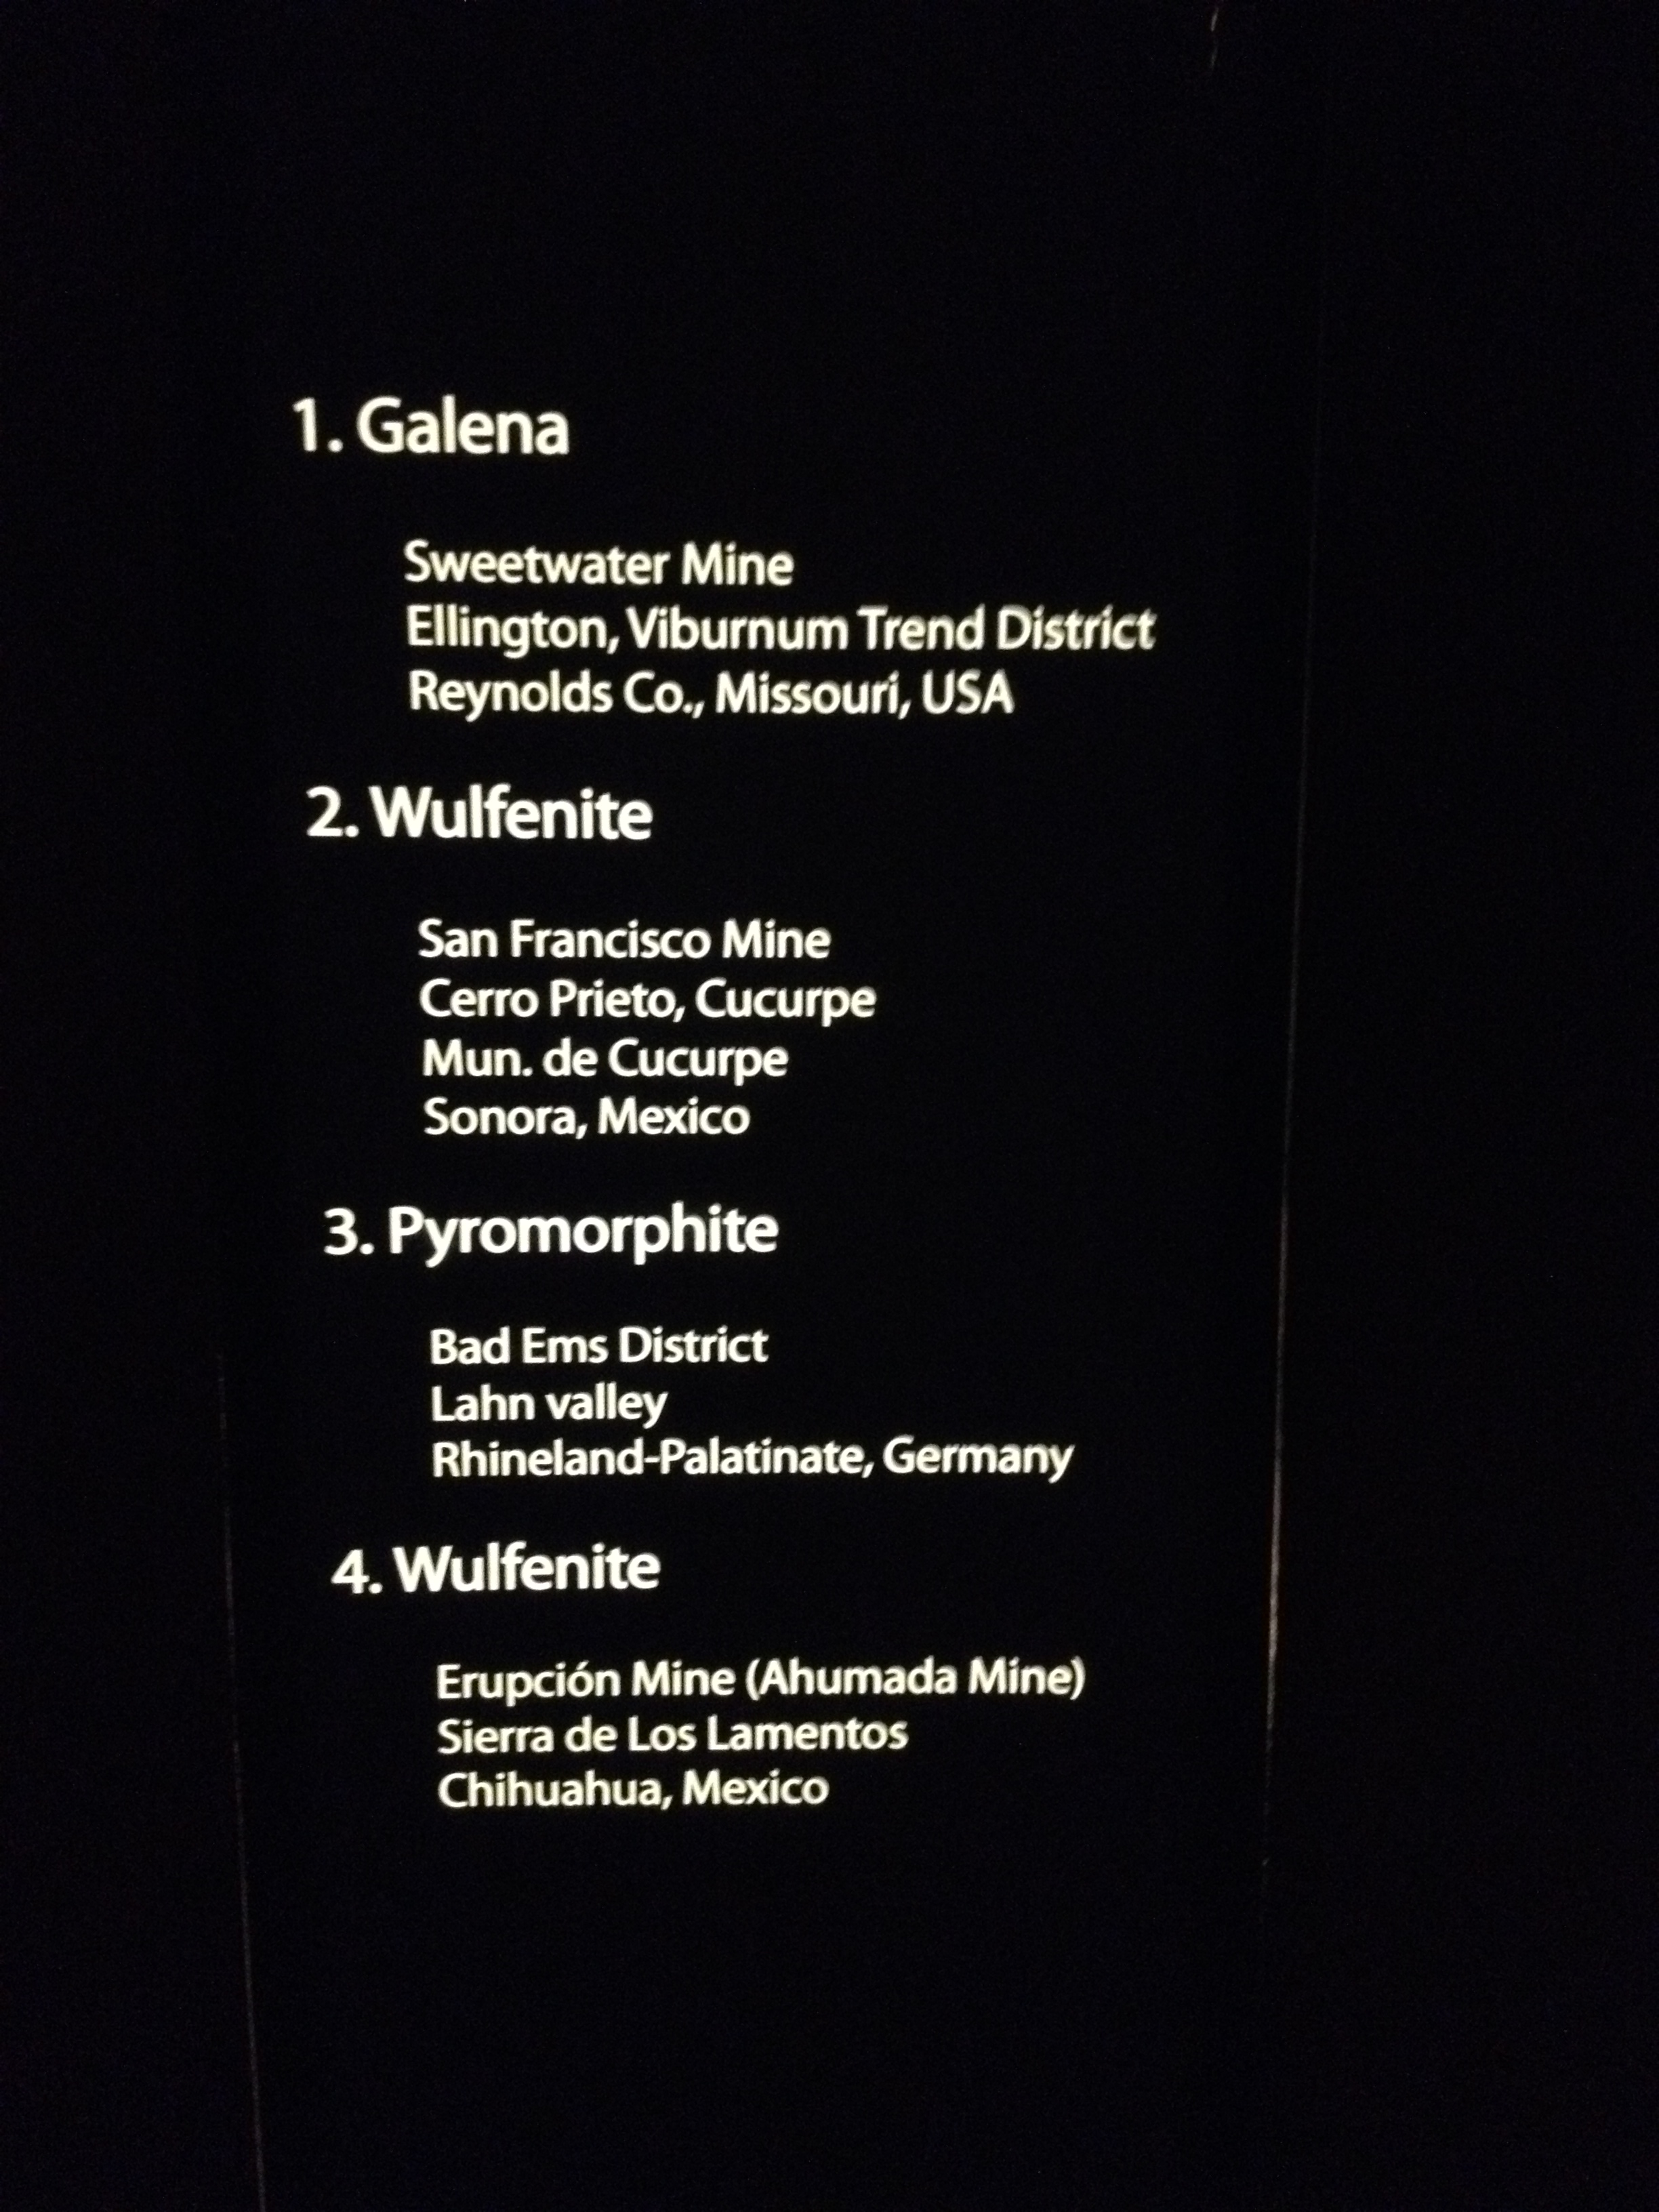 1. Galena
Sweetwater Mine
Ellington, Viburnum Trend District
Reynolds Co., Missouri, USA
2. Wulfenite
San Francisco Mine
Cerro Prieto, Cucurpe
Mun. de Cucurpe
Sonora, Mexico
3. Pyromorphite
Bad Ems District
Lahn valley
Rhineland-Palatinate, Germany
4. Wulfenite
Erupción Mine (Ahumada Mine)
Sierra de Los Lamentos
Chihuahua, Mexico